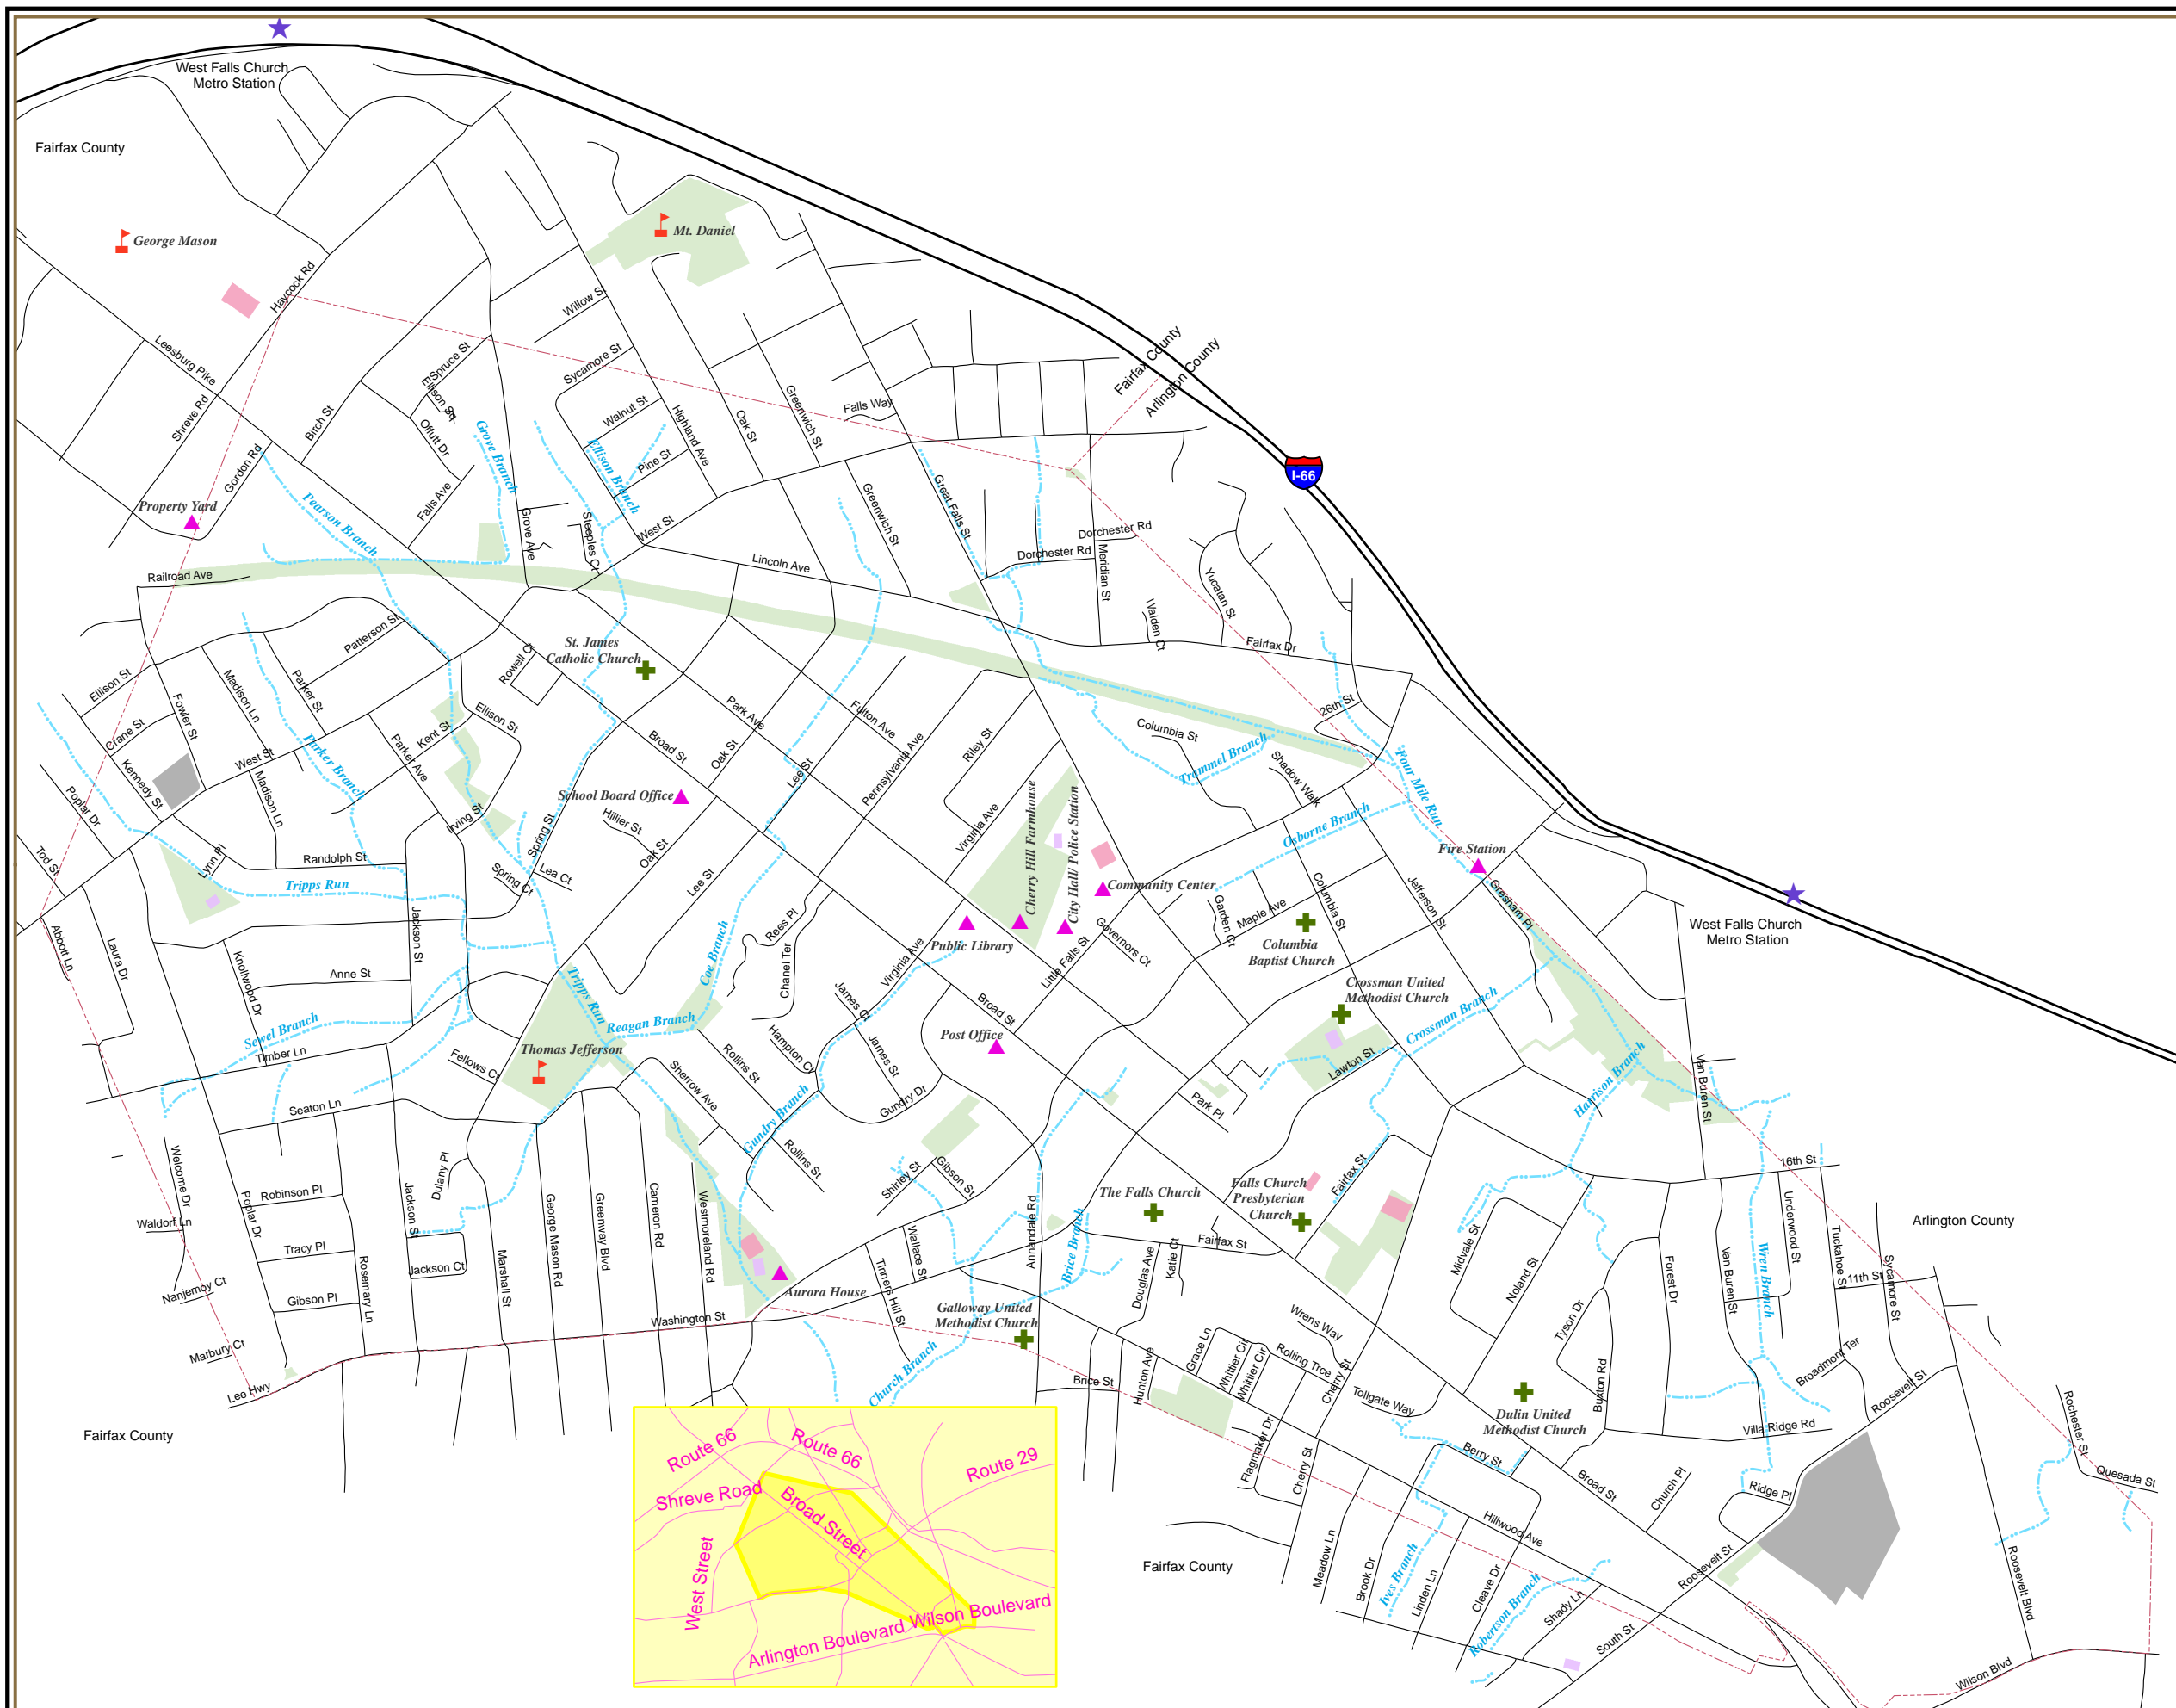 West Falls Church
Metro Station
Fairfax County
George Mason
Mt. Daniel
Haycock Rd
Willow St
Leesburg Pike
Spruce St
Ellison St
Sycamore St
Fairfax County
Arlington County
Shreve Rd
Birch St
Offutt Dr
Walnut St
Highland Ave
Oak St
Greenwich St
Falls Way
Gordon Rd
Grove Branch
Ellison Branch
Pine St
I-66
Property Yard
Pearson Branch
Falls Ave
Grove Ave
Steeples Ct
West St
Greenwich St
Great Falls St
Dorchester Rd
Dorchester Rd
Meridian St
Railroad Ave
Lincoln Ave
Yucatan St
Walden Ct
Fairfax Dr
Patterson St
Rowell Ct
St. James
Catholic Church
Ellison St
Madison Ln
Parker St
Fowler St
Crane St
Ellison St
Park Ave
Fulton Ave
26th St
Kent St
Parker Ave
Broad St
Oak St
Pennsylvania Ave
Riley St
Columbia St
Trammel Branch
Shadow Walk
Four Mile Run
West St
Parker Branch
Kennedy St
Madison Ln
Poplar Dr
Lee St
School Board Office
Hillier St
Irving St
Spring St
Oak St
Virginia Ave
Cherry Hill Farmhouse
City Hall/ Police Station
Osborne Branch
Fire Station
Tod St
Lynn Pl
Randolph St
Tripps Run
Spring Ct
Lea Ct
Lee St
Community Center
Columbia St
Jefferson St
Gresham Pl
Abbott Ln
Laura Dr
Jackson St
Rees Pl
Public Library
Garden Ct
Maple Ave
Governors Ct
Columbia
Baptist Church
West Falls Church
Metro Station
Knollwood Dr
Anne St
Coe Branch
Chanel Ter
Virginia Ave
Little Falls St
Crossman United
Methodist Church
Tripps Run
Sewel Branch
Reagan Branch
James Ct
Broad St
Crossman Branch
Timber Ln
Thomas Jefferson
Fellows Ct
Hampton Ct
James St
Post Office
Lawton St
Harrison Branch
Van Buren St
Rollins St
Sherrow Ave
Seaton Ln
Gundry Branch
Gundry Dr
Park Pl
Welcome Dr
Dulany Pl
Rollins St
Shirley St
Gibson St
Fairfax St
16th St
Robinson Pl
Poplar Dr
Waldorf Ln
Jackson St
George Mason Rd
Greenway Blvd
Cameron Rd
Westmoreland Rd
The Falls Church
Falls Church
Presbyterian
Church
Arlington County
Tracy Pl
Rosemary Ln
Jackson Ct
Marshall St
Wallace St
Annandale Rd
Brice Branch
Fairfax St
Katie Ct
Douglas Ave
Midvale St
Noland St
Forest Dr
Van Buren St
Wren Branch
Underwood St
Tuckahoe St
11th St
Sycamore St
Nanjemoy Ct
Gibson Pl
Aurora House
Tinners Hill St
Washington St
Galloway United
Methodist Church
Wrens Way
Tyson Dr
Marbury Ct
Lee Hwy
Church Branch
Brice St
Hunton Ave
Grace Ln
Whittier Cir
Whittier Cir
Rolling Tree
Cherry St
Tollgate Way
Buxton Rd
Broadmont Ter
Roosevelt St
Dulin United
Methodist Church
Villa Ridge Rd
Rochester St
Fairfax County
Route 66
Route 66
Route 29
Shreve Road
Broad Street
West Street
Arlington Boulevard
Wilson Boulevard
Flagmaker Dr
Cherry St
Berry St
Broad St
Church Pl
Ridge Pl
Quesada St
Hillwood Ave
Fairfax County
Meadow Ln
Brook Dr
Ives Branch
Linden Ln
Cleave Dr
Robertson Branch
Shady Ln
South St
Roosevelt St
Roosevelt Blvd
Wilson Blvd